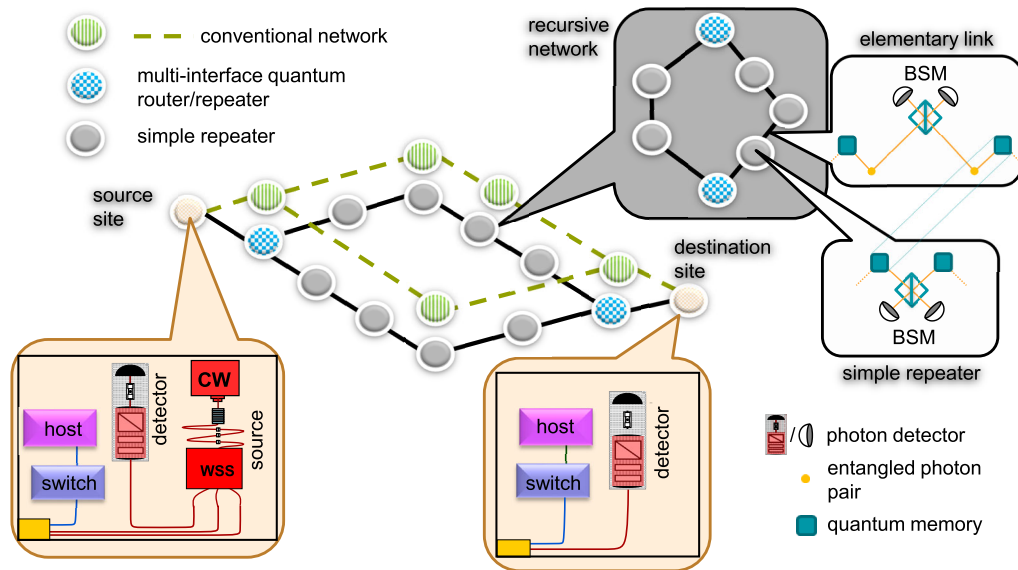 conventional network
multi-interface quantum
router/repeater
simple repeater
recursive
network
elementary link
BSM
source
site
destination
site
BSM
simple repeater
host
switch
detector
CW
wss
source
host
switch
detector
/
photon detector
entangled photon
pair
quantum memory